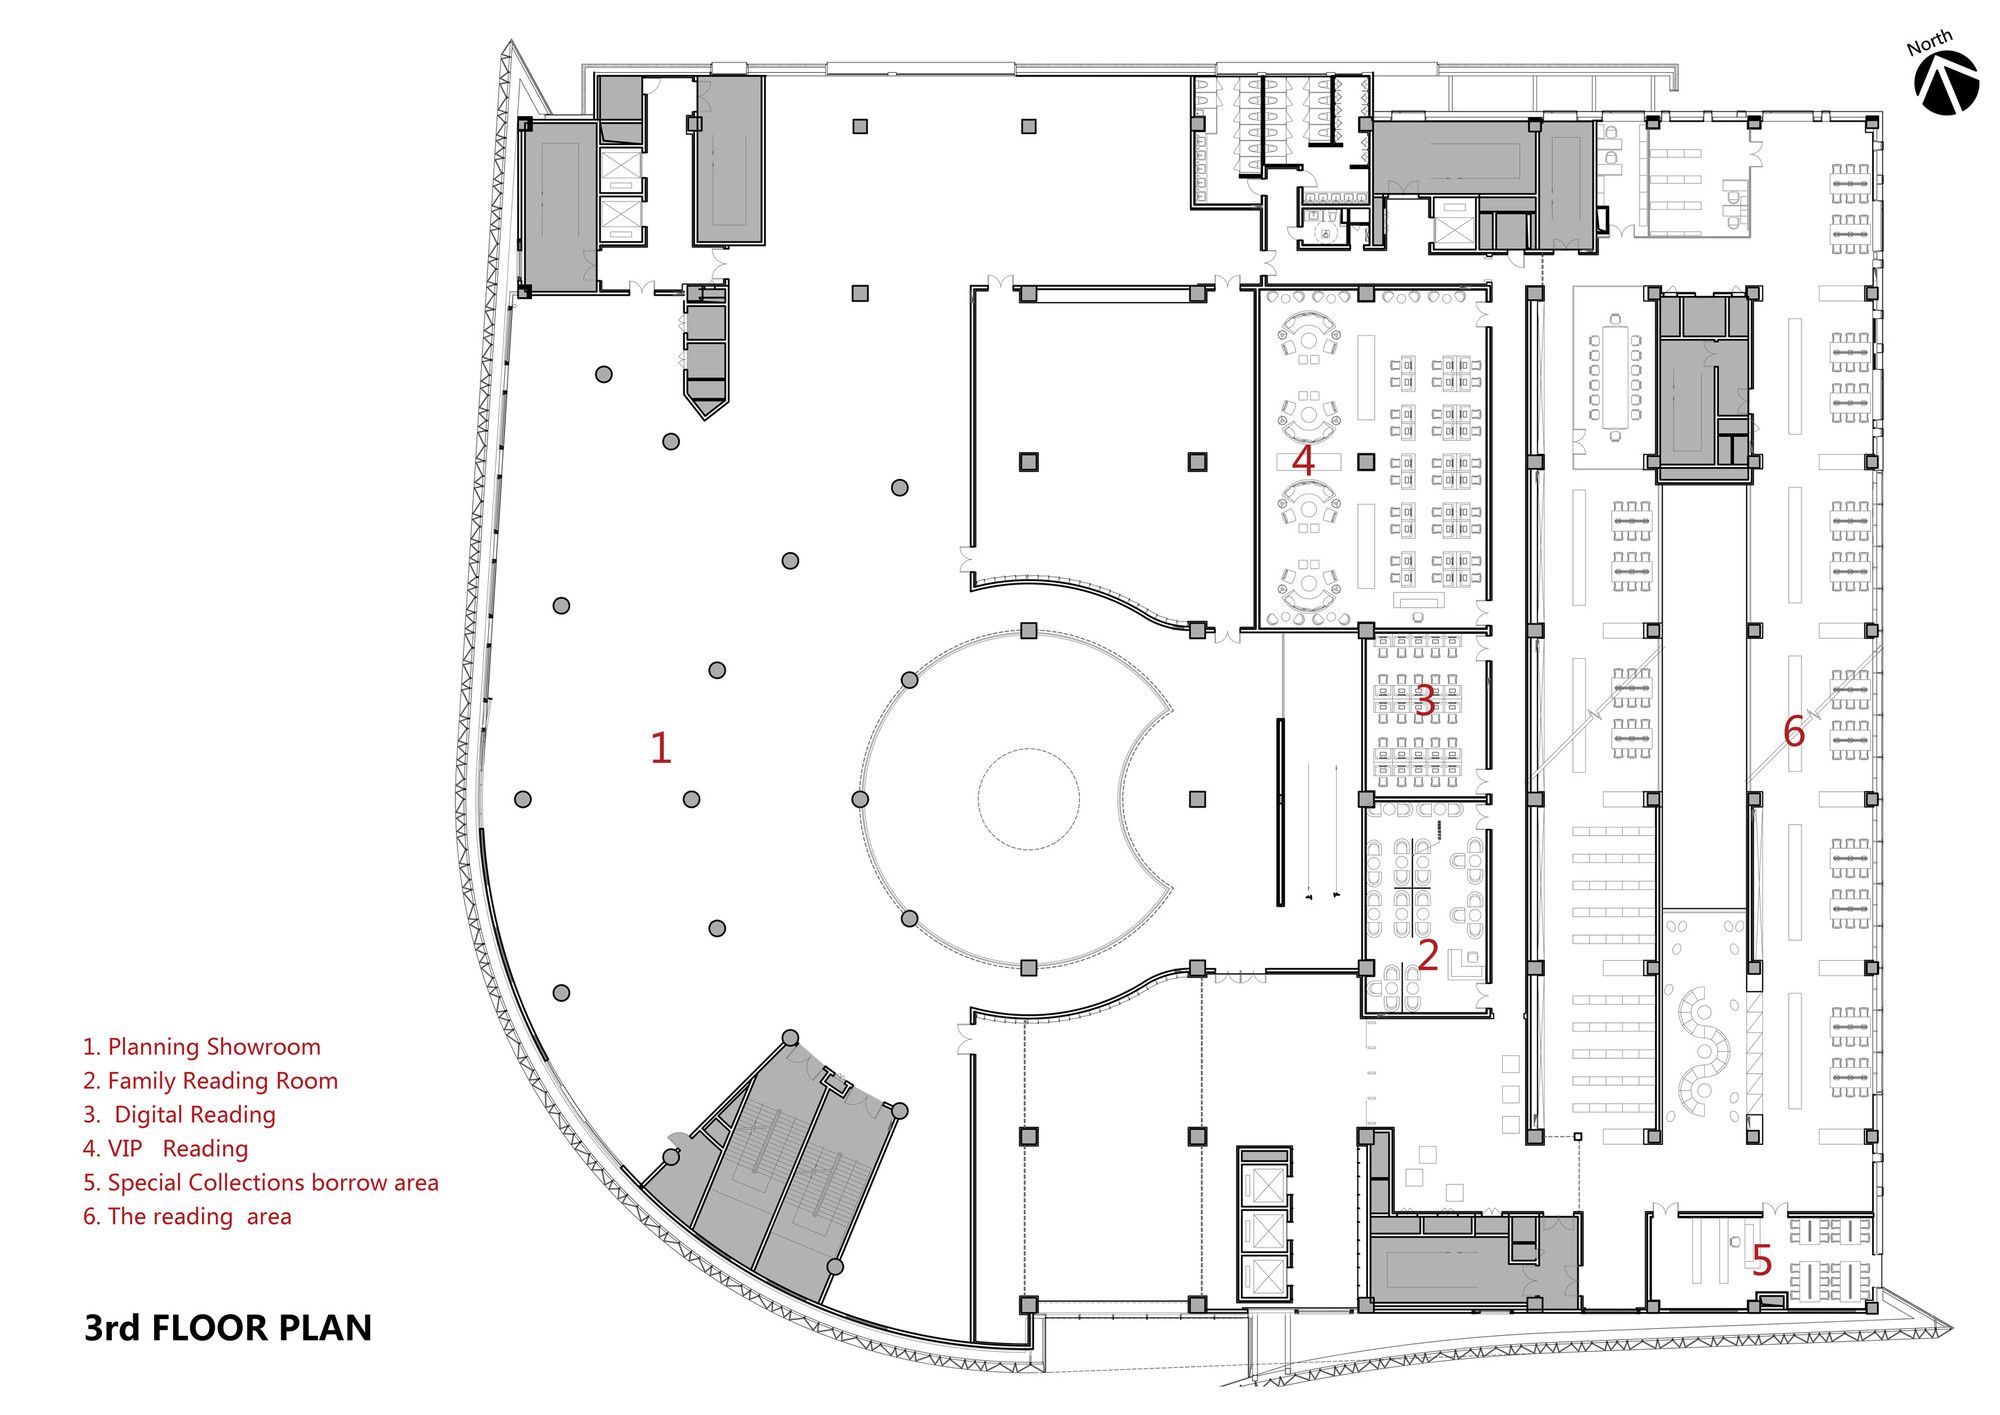 North
4
3
1
6
2
5
1. Planning Showroom
2. Family Reading Room
3. Digital Reading
4. VIP Reading
5. Special Collections borrow area
6. The reading area
3rd FLOOR PLAN